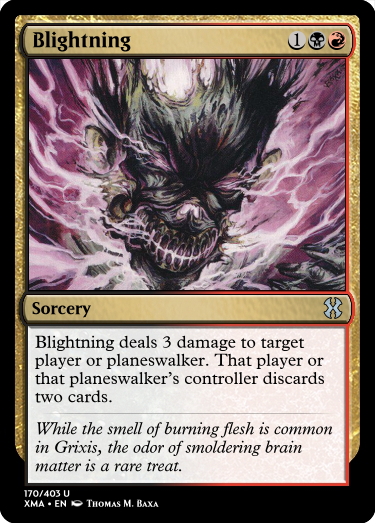 Blightning 1
Sorcery
Blightning deals 3 damage to target
player or planeswalker. That player or
that planeswalker's controller discards
two cards.
While the smell of burning flesh is common
in Grixis, the odor of smoldering brain
matter is a rare treat.
170/403 U
XMA • EN Thomas M. Baxa